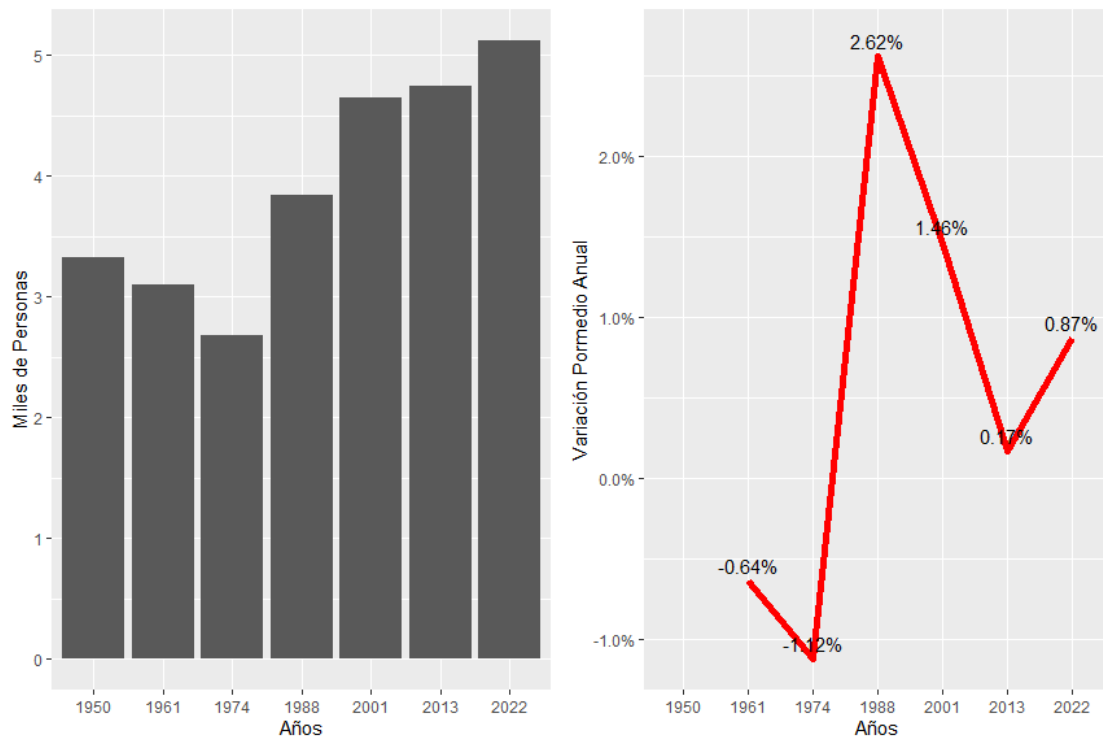 Miles de Personas
5
4
3
2
1
0
1950 1961 1974 1988 2001 2013 2022
Años
Variación Pormedio Anual
2.0%
1.0%
0.0%
-1.0%
2.62%
1.46%
0.87%
0.17%
-0.64%
-1.12%
1950 1961 1974 1988 2001 2013 2022
Años